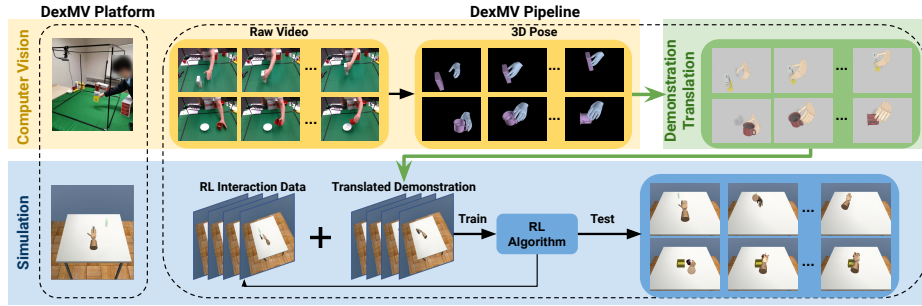 DexMV Platform
DexMV Pipeline
Computer Vision
Raw Video
3D Pose
...
...
...
...
Demonstration
Translation
...
...
Simulation
RL Interaction Data
Translated Demonstration
+
Train
RL
Algorithm
Test
...
...